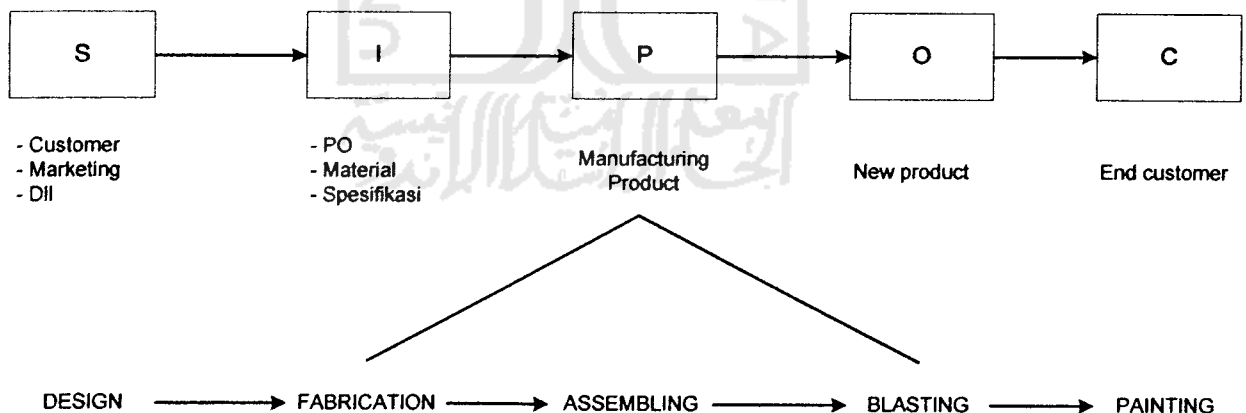 S
I
P
O
C
- Customer
- Marketing
- Dll
- PO
- Material
- Spesifikasi
Manufacturing
Product
New product
End customer
DESIGN
FABRICATION
ASSEMBLING
BLASTING
PAINTING